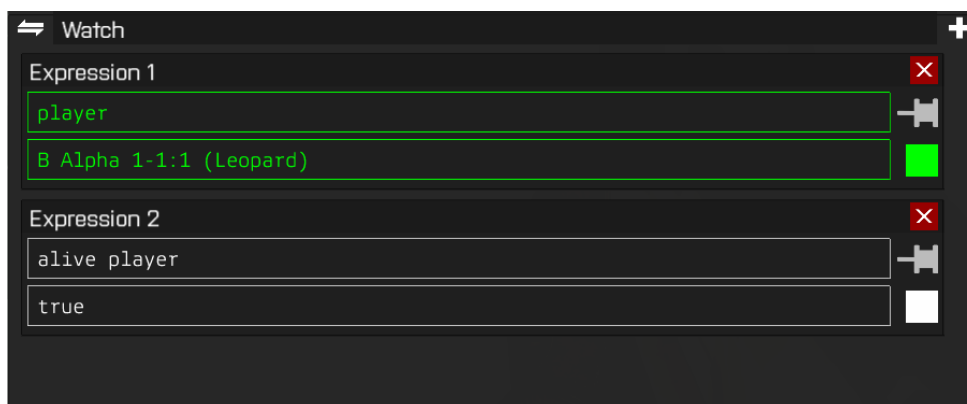 Watch
Expression 1
player
B Alpha 1-1:1 (Leopard)
Expression 2
alive player
true